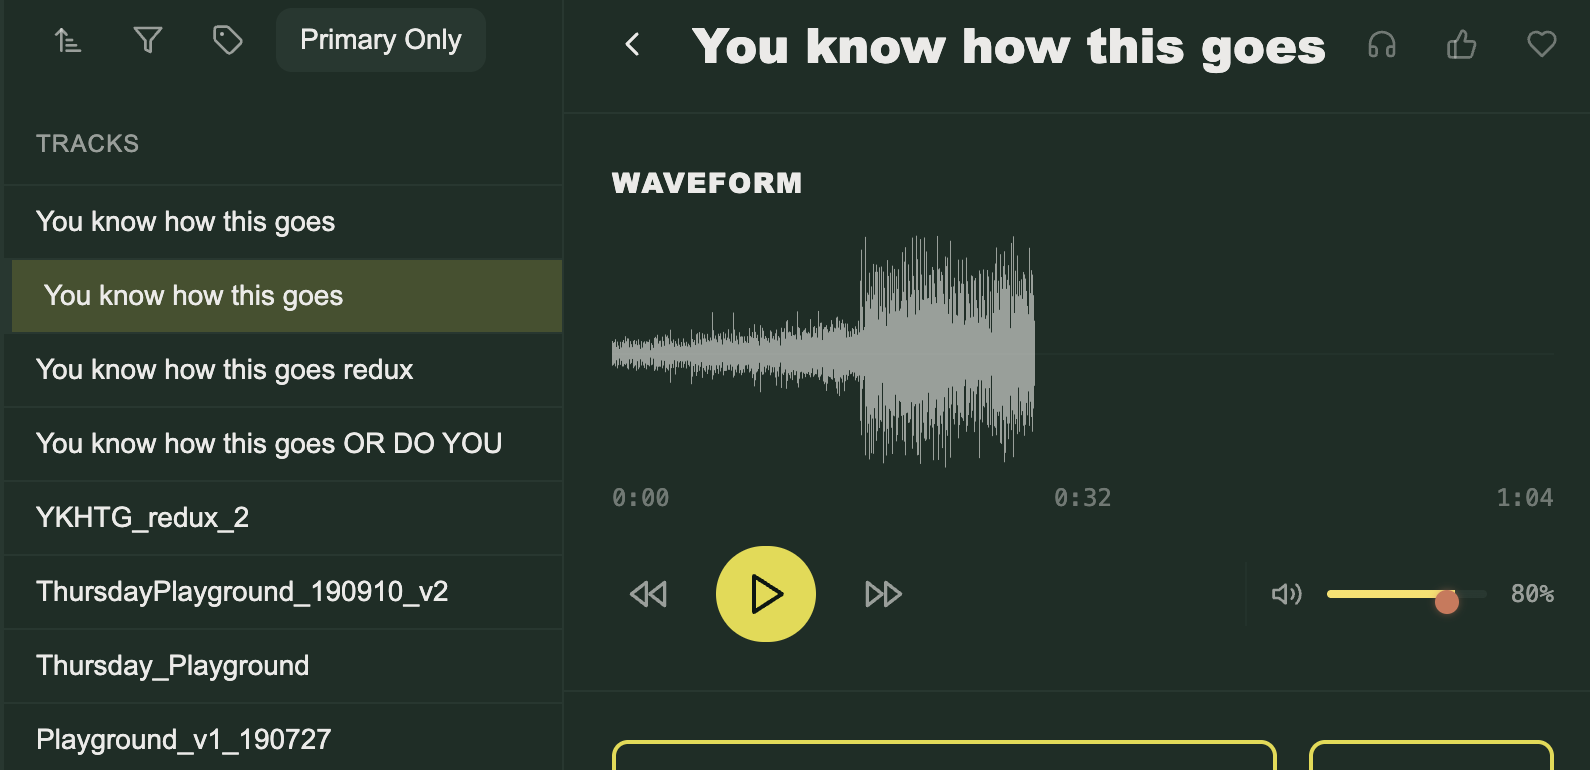 Primary Only
TRACKS
You know how this goes
You know how this goes
You know how this goes redux
You know how this goes OR DO YOU
YKHTG_redux_2
ThursdayPlayground_190910_v2
Thursday_Playground
Playground_v1_190727
You know how this goes
WAVEFORM
0:00 0:32 1:04
80%